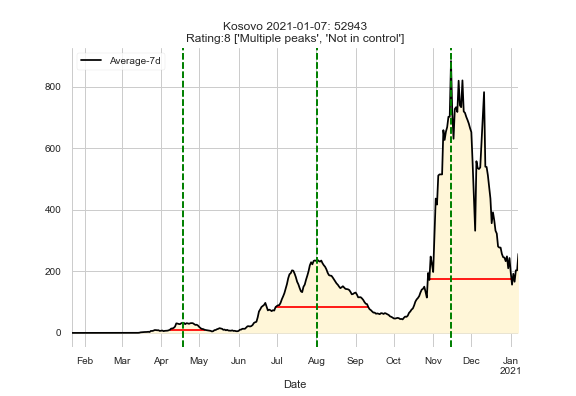 Kosovo 2021-01-07: 52943
Rating:8 ['Multiple peaks', 'Not in control']
Average-7d
800
600
400
200
0
Feb Mar Apr May Jun Jul Aug Sep Oct Nov Dec Jan
2021
Date